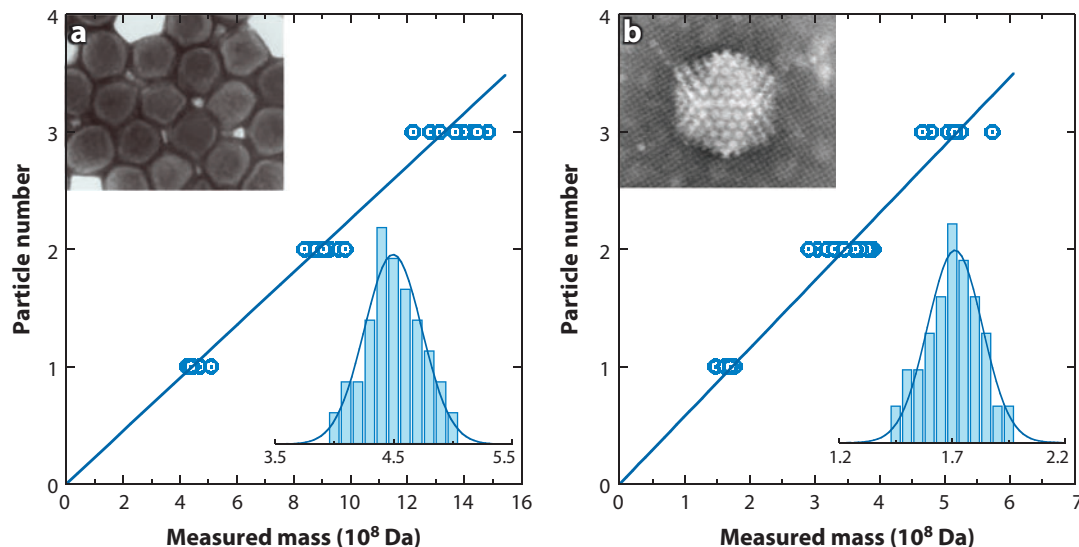 a
Particle number
4
3
2
1
0
0 2 4 6 8 10 12 14 16
3.5 4.5 5.5
Measured mass (10⁸ Da)
b
Particle number
4
3
2
1
0
0 1 2 3 4 5 6 7
1.2 1.7 2.2
Measured mass (10⁸ Da)